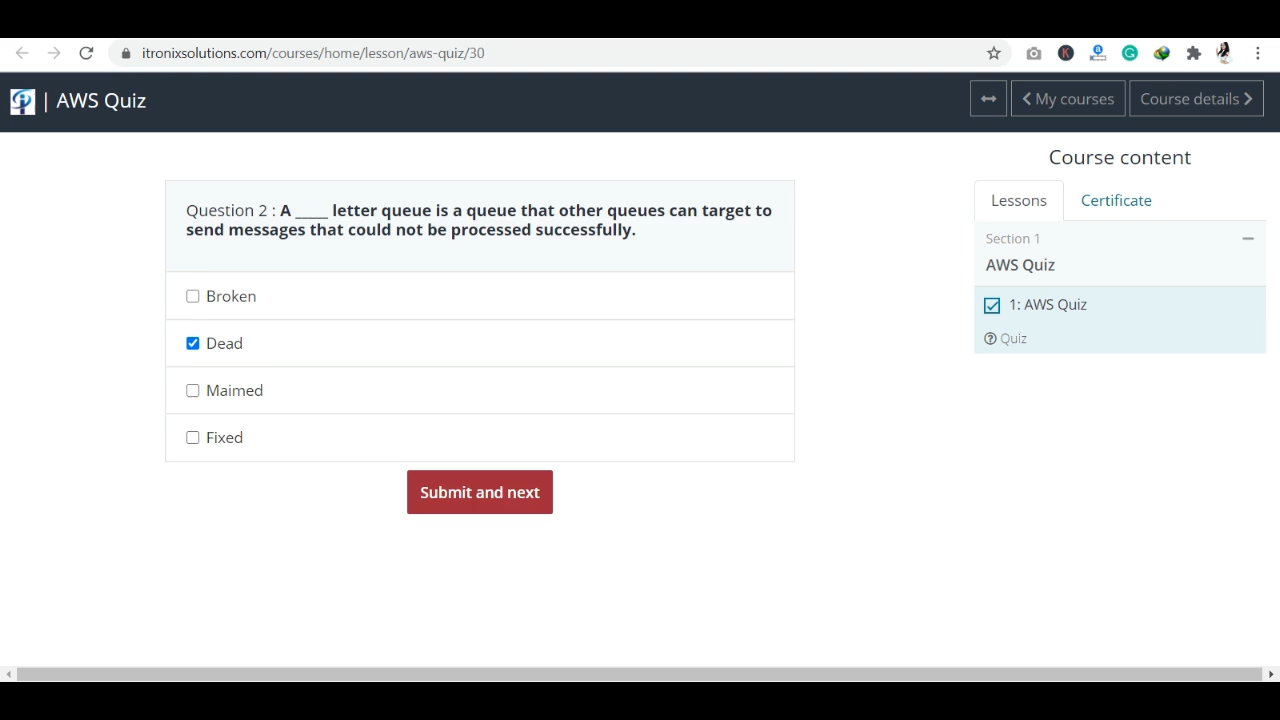 itronixsolutions.com/courses/home/lesson/aws-quiz/30
| AWS Quiz
My courses
Course details
Course content
Lessons
Certificate
Section 1
AWS Quiz
1: AWS Quiz
Quiz
Question 2 : A ____ letter queue is a queue that other queues can target to
send messages that could not be processed successfully.
Broken
Dead
Maimed
Fixed
Submit and next